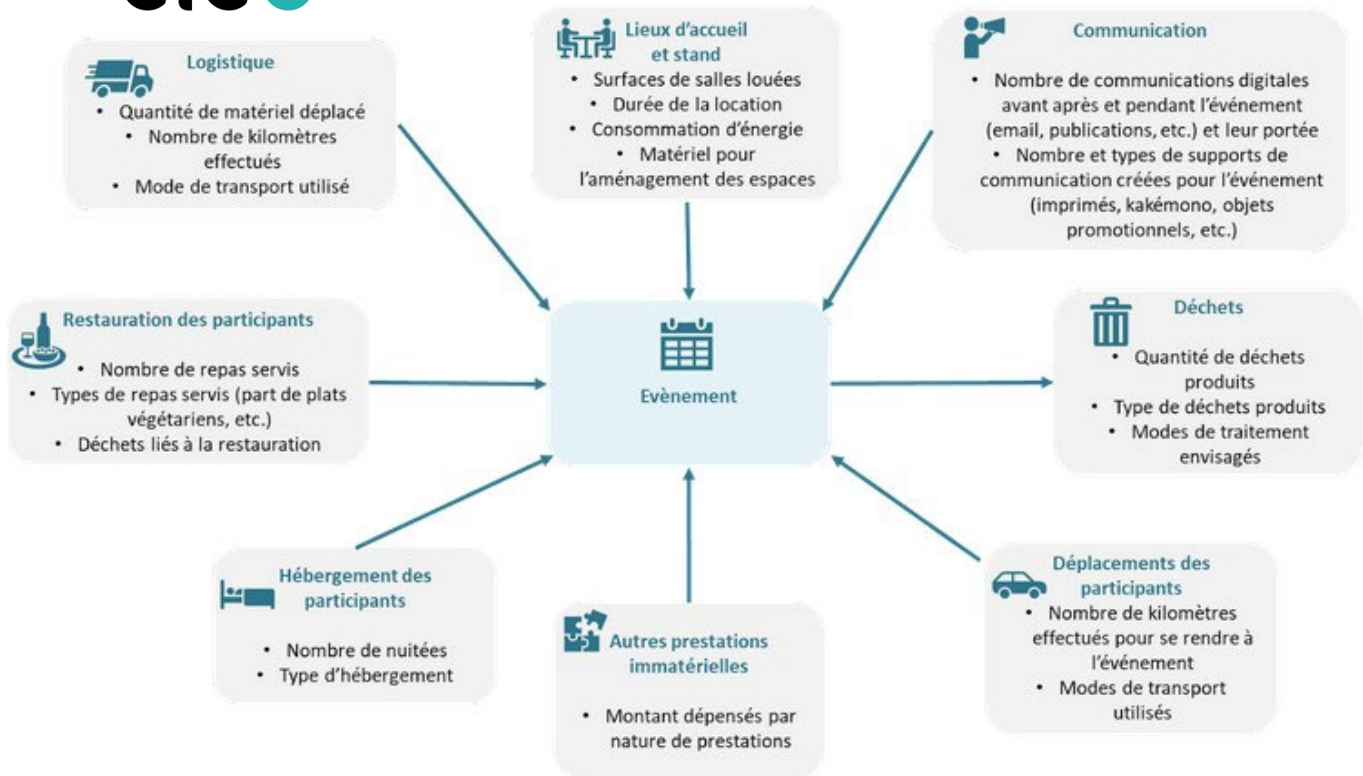 Logistique
• Quantité de matériel déplacé
• Nombre de kilomètres
effectués
• Mode de transport utilisé
Lieux d'accueil
et stand
• Surfaces de salles louées
• Durée de la location
• Consommation d'énergie
• Matériel pour
l'aménagement des espaces
Communication
• Nombre de communications digitales
avant après et pendant l'événement
(email, publications, etc.) et leur portée
• Nombre et types de supports de
communication créées pour l'événement
(imprimés, kakémono, objets
promotionnels, etc.)
Restauration des participants
• Nombre de repas servis
• Types de repas servis (part de plats
végétariens, etc.)
• Déchets liés à la restauration
Evènement
Déchets
• Quantité de déchets
produits
• Type de déchets produits
• Modes de traitement
envisagés
Hébergement des
participants
• Nombre de nuitées
• Type d'hébergement
Autres prestations
immatérielles
• Montant dépensés par
nature de prestations
Déplacements des
participants
• Nombre de kilomètres
effectués pour se rendre à
l'événement
• Modes de transport
utilisés